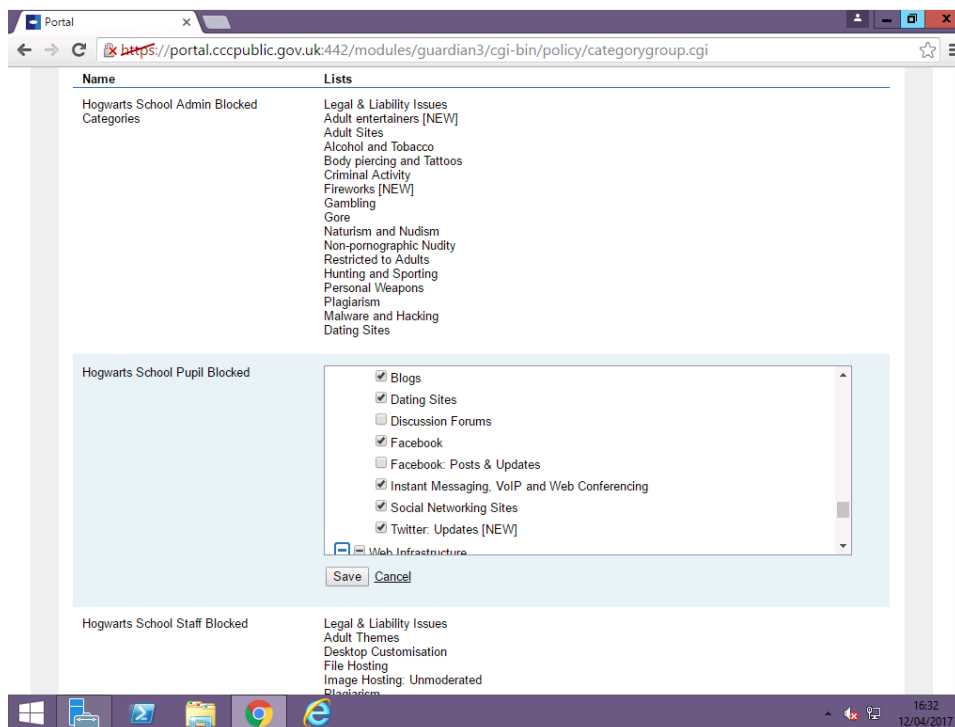 Portal
https://portal.cccpublic.gov.uk:442/modules/guardian3/cgi-bin/policy/categorygroup.cgi
Name Lists
Hogwarts School Admin Blocked Categories
Legal & Liability Issues
Adult entertainers [NEW]
Adult Sites
Alcohol and Tobacco
Body piercing and Tattoos
Criminal Activity
Fireworks [NEW]
Gambling
Gore
Naturism and Nudism
Non-pornographic Nudity
Restricted to Adults
Hunting and Sporting
Personal Weapons
Plagiarism
Malware and Hacking
Dating Sites
Hogwarts School Pupil Blocked
Blogs
Dating Sites
Discussion Forums
Facebook
Facebook: Posts & Updates
Instant Messaging, VoIP and Web Conferencing
Social Networking Sites
Twitter: Updates [NEW]
Web Infrastructure
Save Cancel
Hogwarts School Staff Blocked
Legal & Liability Issues
Adult Themes
Desktop Customisation
File Hosting
Image Hosting: Unmoderated
Plagiarism
16:32
12/04/2017